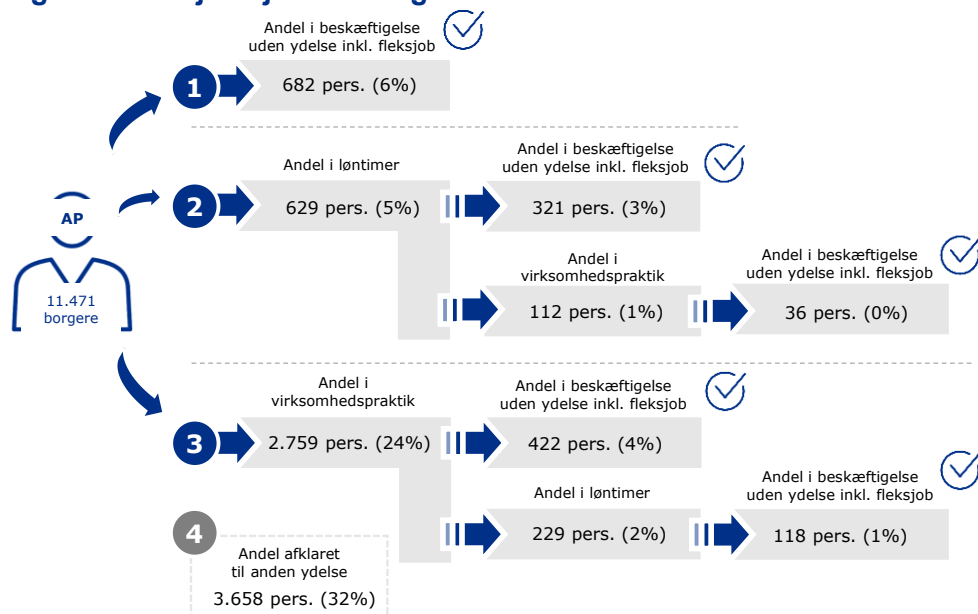 Andel i beskæftigelse
uden ydelse inkl. fleksjob
1
682 pers. (6%)
AP
11.471
borgere
2
Andel i løntimer
629 pers. (5%)
Andel i beskæftigelse
uden ydelse inkl. fleksjob
321 pers. (3%)
Andel i
virksomhedspraktik
112 pers. (1%)
Andel i beskæftigelse
uden ydelse inkl. fleksjob
36 pers. (0%)
3
Andel i
virksomhedspraktik
2.759 pers. (24%)
Andel i beskæftigelse
uden ydelse inkl. fleksjob
422 pers. (4%)
Andel i løntimer
229 pers. (2%)
Andel i beskæftigelse
uden ydelse inkl. fleksjob
118 pers. (1%)
4
Andel afklaret
til anden ydelse
3.658 pers. (32%)